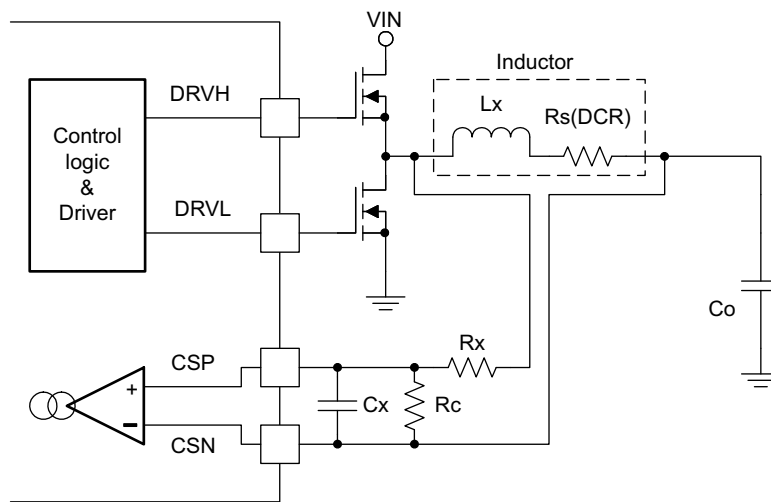 VIN
Inductor
DRVH
Lx
Rs(DCR)
Control
logic
&
Driver
DRVL
Co
Rx
CSP
+
Cx
Rc
-
CSN